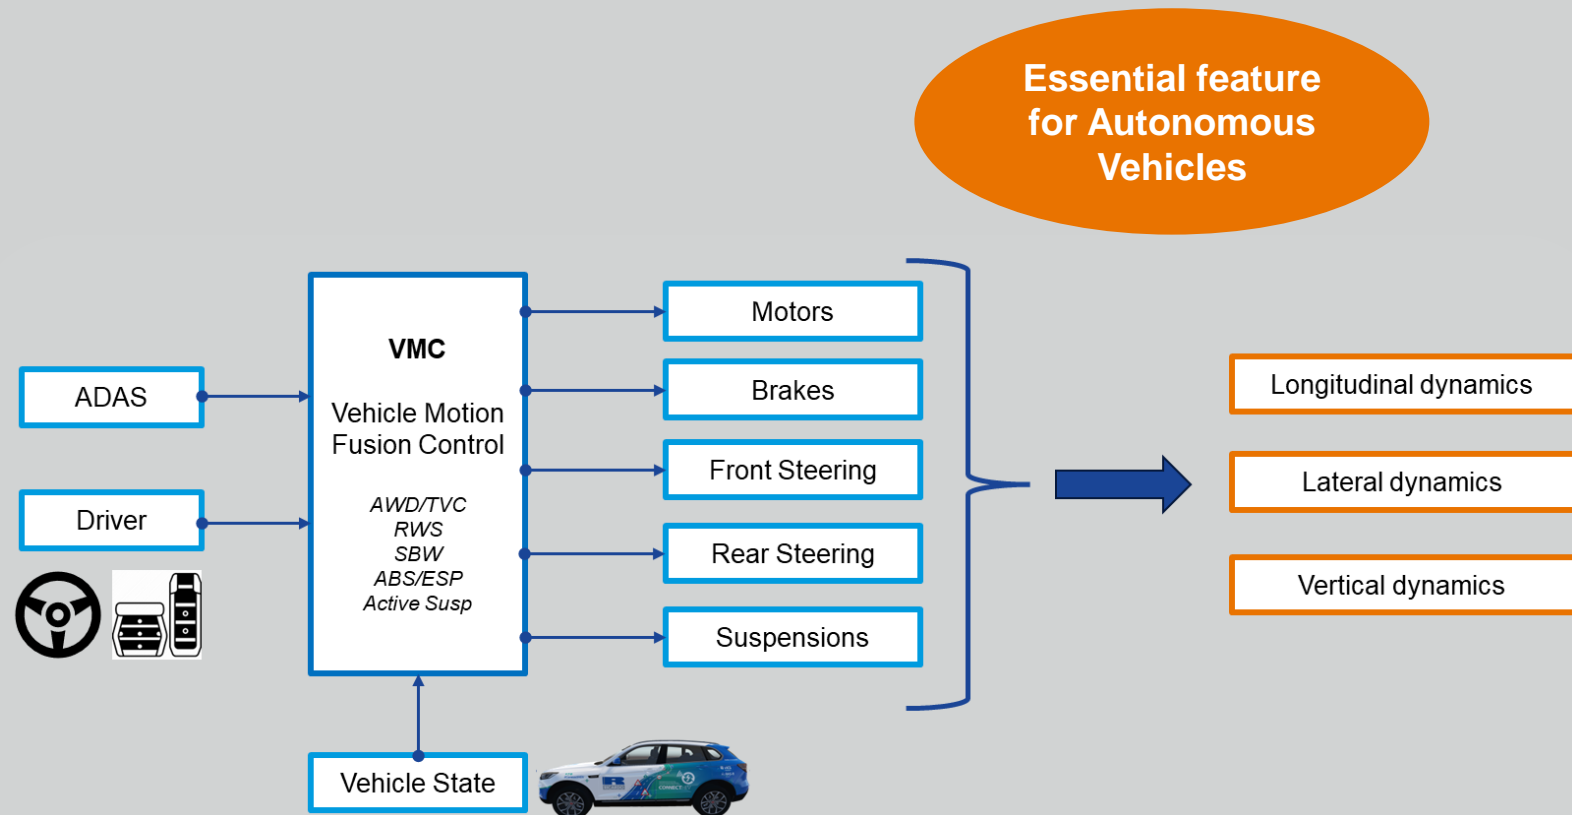 Essential feature
for Autonomous
Vehicles
ADAS
Driver
VMC
Vehicle Motion
Fusion Control
AWD/TVC
RWS
SBW
ABS/ESP
Active Susp
Vehicle State
Motors
Brakes
Front Steering
Rear Steering
Suspensions
Longitudinal dynamics
Lateral dynamics
Vertical dynamics
R
CONNECT